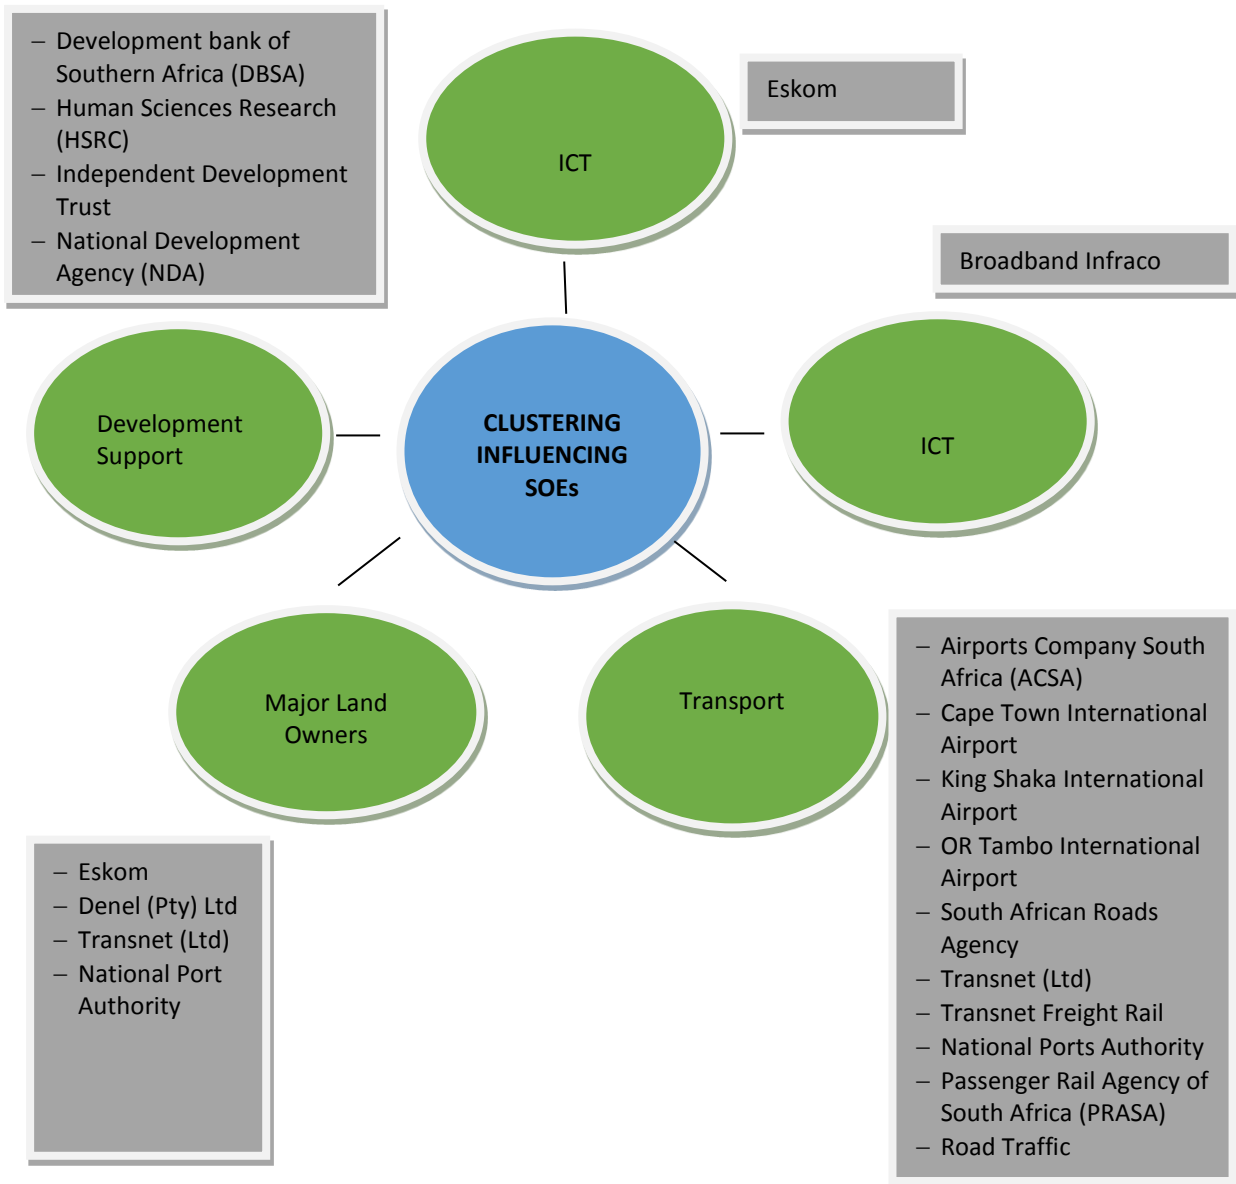 – Development bank of
Southern Africa (DBSA)
– Human Sciences Research
(HSRC)
– Independent Development
Trust
– National Development
Agency (NDA)
ICT
Eskom
Broadband Infraco
Development
Support
CLUSTERING
INFLUENCING
SOEs
ICT
Major Land
Owners
Transport
– Eskom
– Denel (Pty) Ltd
– Transnet (Ltd)
– National Port
Authority
– Airports Company South
Africa (ACSA)
– Cape Town International
Airport
– King Shaka International
Airport
– OR Tambo International
Airport
– South African Roads
Agency
– Transnet (Ltd)
– Transnet Freight Rail
– National Ports Authority
– Passenger Rail Agency of
South Africa (PRASA)
– Road Traffic